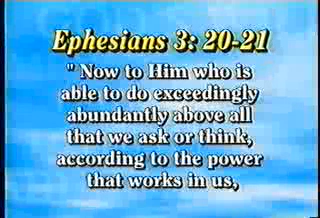 Ephesians 3: 20-21
" Now to Him who is
able to do exceedingly
abundantly above all
that we ask or think,
according to the power
that works in us,